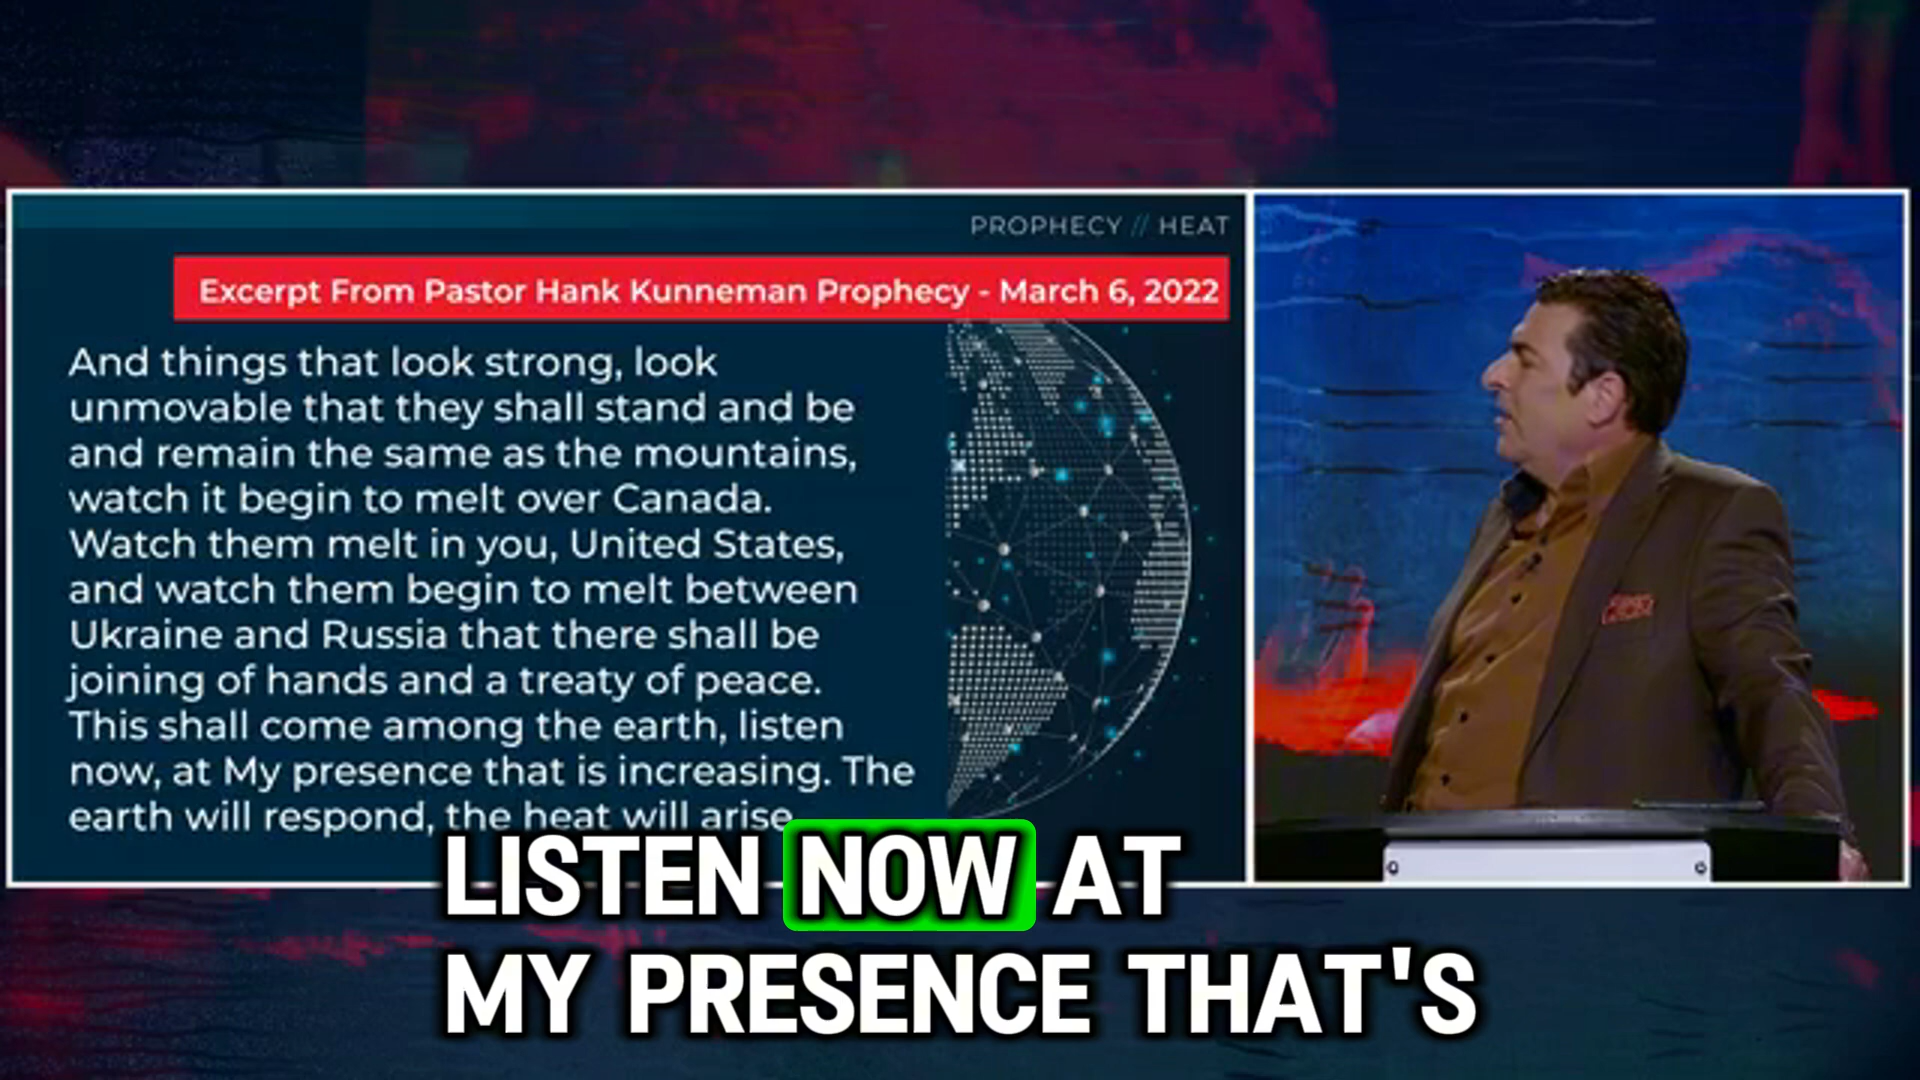 PROPHECY // HEAT
Excerpt From Pastor Hank Kunneman Prophecy - March 6, 2022
And things that look strong, look
unmovable that they shall stand and be
and remain the same as the mountains,
watch it begin to melt over Canada.
Watch them melt in you, United States,
and watch them begin to melt between
Ukraine and Russia that there shall be
joining of hands and a treaty of peace.
This shall come among the earth, listen
now, at My presence that is increasing. The
earth will respond, the heat will arise
LISTEN NOW AT
MY PRESENCE THAT'S